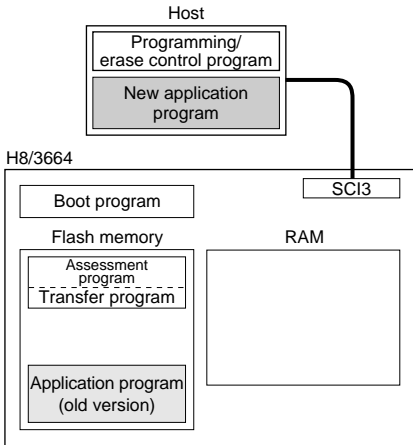 Host
Programming/
erase control program
New application
program
H8/3664
SCI3
Boot program
Flash memory
RAM
Assessment
program
Transfer program
Application program
(old version)